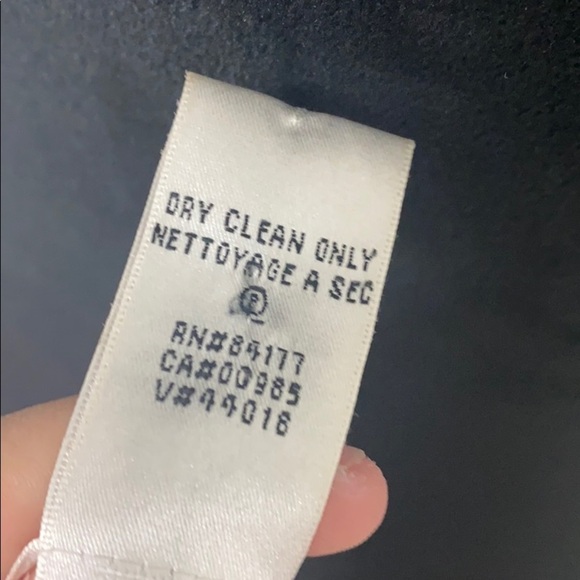 DRY CLEAN ONLY
NETTOYAGE A SEC
P
RN#84177
CA#00985
V#44016